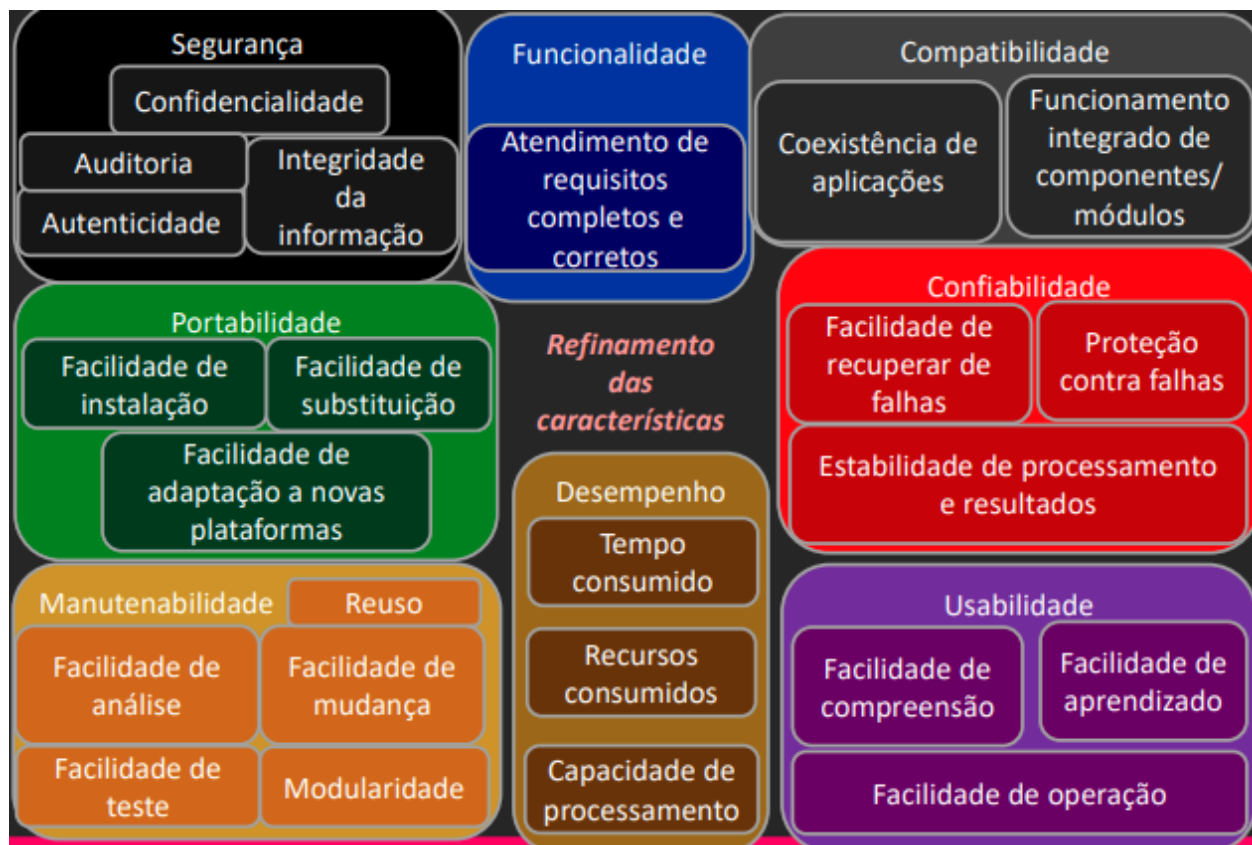 Segurança
Confidencialidade
Auditoria
Autenticidade
Integridade
da
informação
Funcionalidade
Atendimento de
requisitos
completos e
corretos
Compatibilidade
Coexistência de
aplicações
Funcionamento
integrado de
componentes/
módulos
Portabilidade
Facilidade de
instalação
Facilidade de
substituição
Facilidade de
adaptação a novas
plataformas
Refinamento
das
características
Confiabilidade
Facilidade de
recuperar de
falhas
Proteção
contra falhas
Estabilidade de processamento
e resultados
Manutenabilidade
Reuso
Facilidade de
análise
Facilidade de
mudança
Facilidade de
teste
Modularidade
Desempenho
Tempo
consumido
Recursos
consumidos
Capacidade de
processamento
Usabilidade
Facilidade de
compreensão
Facilidade de
aprendizado
Facilidade de operação